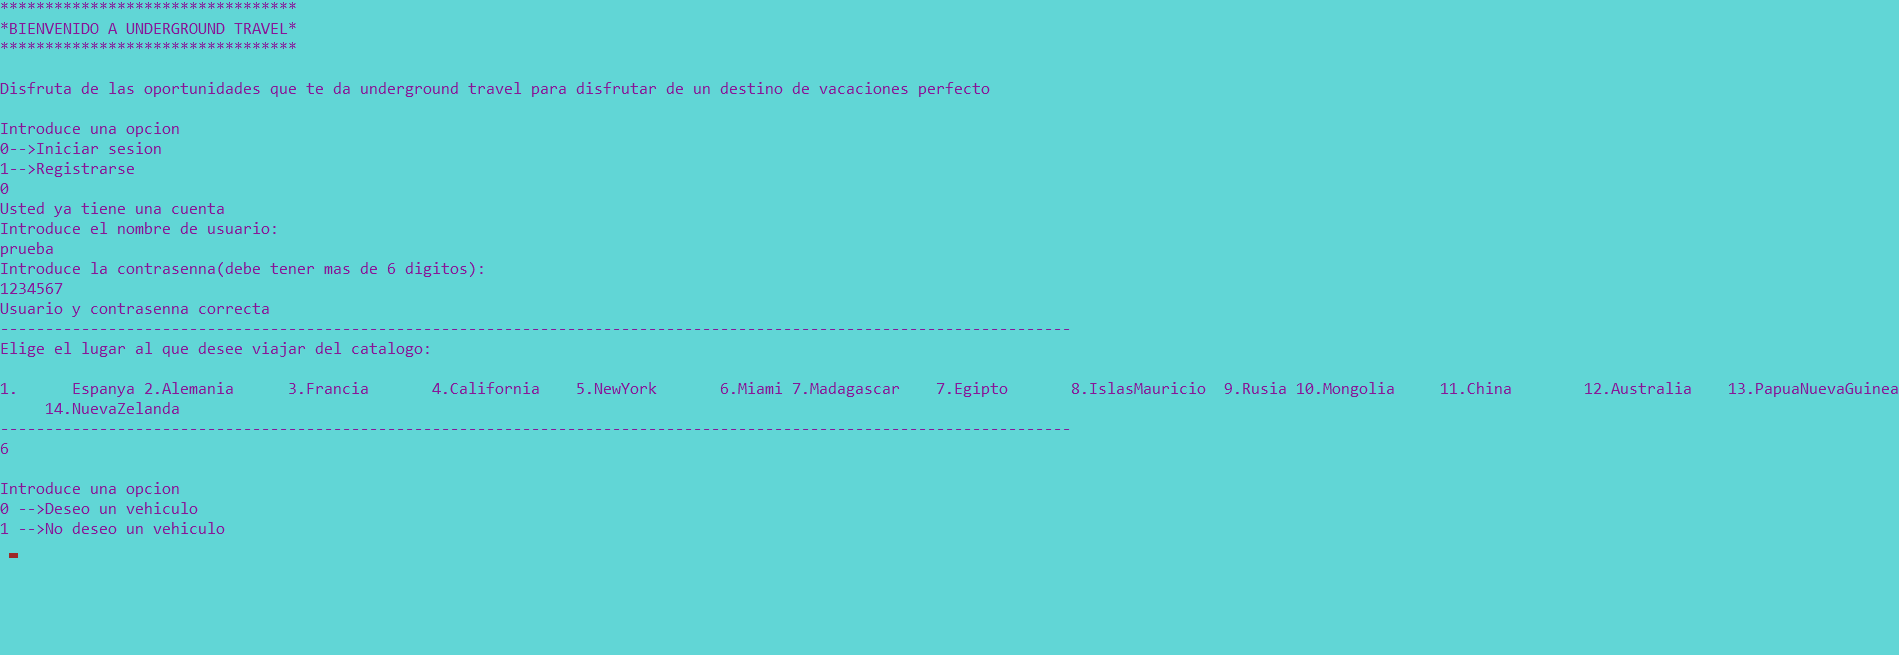 *********************************
*BIENVENIDO A UNDERGROUND TRAVEL*
*********************************
Disfruta de las oportunidades que te da underground travel para disfrutar de un destino de vacaciones perfecto
Introduce una opcion
0-->Iniciar sesion
1-->Registrarse
0
Usted ya tiene una cuenta
Introduce el nombre de usuario:
prueba
Introduce la contrasenna(debe tener mas de 6 digitos):
1234567
Usuario y contrasenna correcta
-----------------------------------------------------------------------------------------------------------------------
Elige el lugar al que desee viajar del catalogo:
1.      Espanya 2.Alemania      3.Francia       4.California    5.NewYork       6.Miami 7.Madagascar    7.Egipto       8.IslasMauricio  9.Rusia 10.Mongolia     11.China        12.Australia    13.PapuaNuevaGuinea
     14.NuevaZelanda
-----------------------------------------------------------------------------------------------------------------------
6
Introduce una opcion
0 -->Deseo un vehiculo
1 -->No deseo un vehiculo